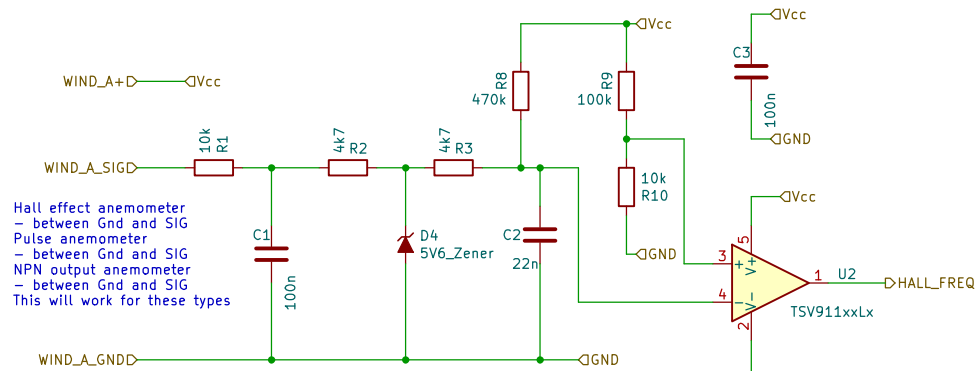 Vcc
Vcc
WIND_A+
Vcc
R8
470k
R9
100k
C3
100n
GND
10k
R1
4k7
R2
4k7
R3
WIND_A_SIG
10k
R10
Vcc
Hall effect anemometer
- between Gnd and SIG
Pulse anemometer
- between Gnd and SIG
NPN output anemometer
- between Gnd and SIG
This will work for these types
C1
100n
D4
5V6_Zener
C2
22n
GND
5
3
+
V+
4
-
V-
2
1
U2
HALL_FREQ
TSV911xxLx
WIND_A_GND
GND